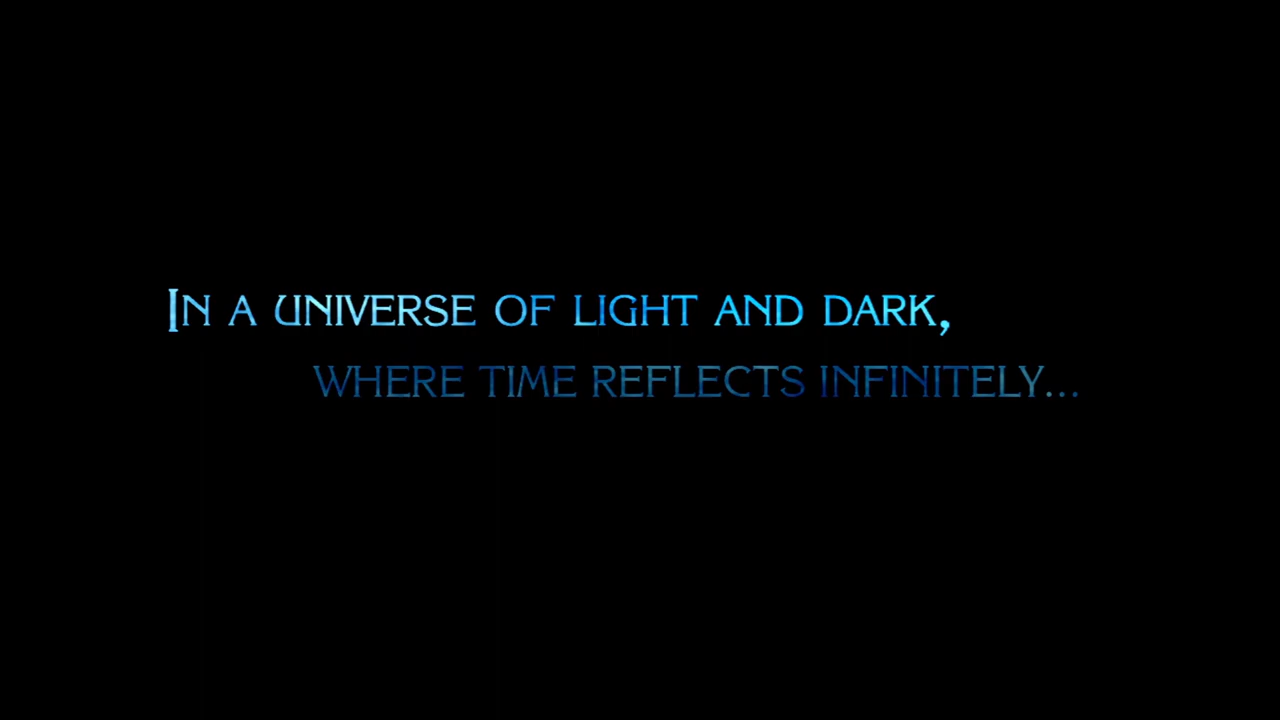 In a universe of light and dark,
where time reflects infinitely...